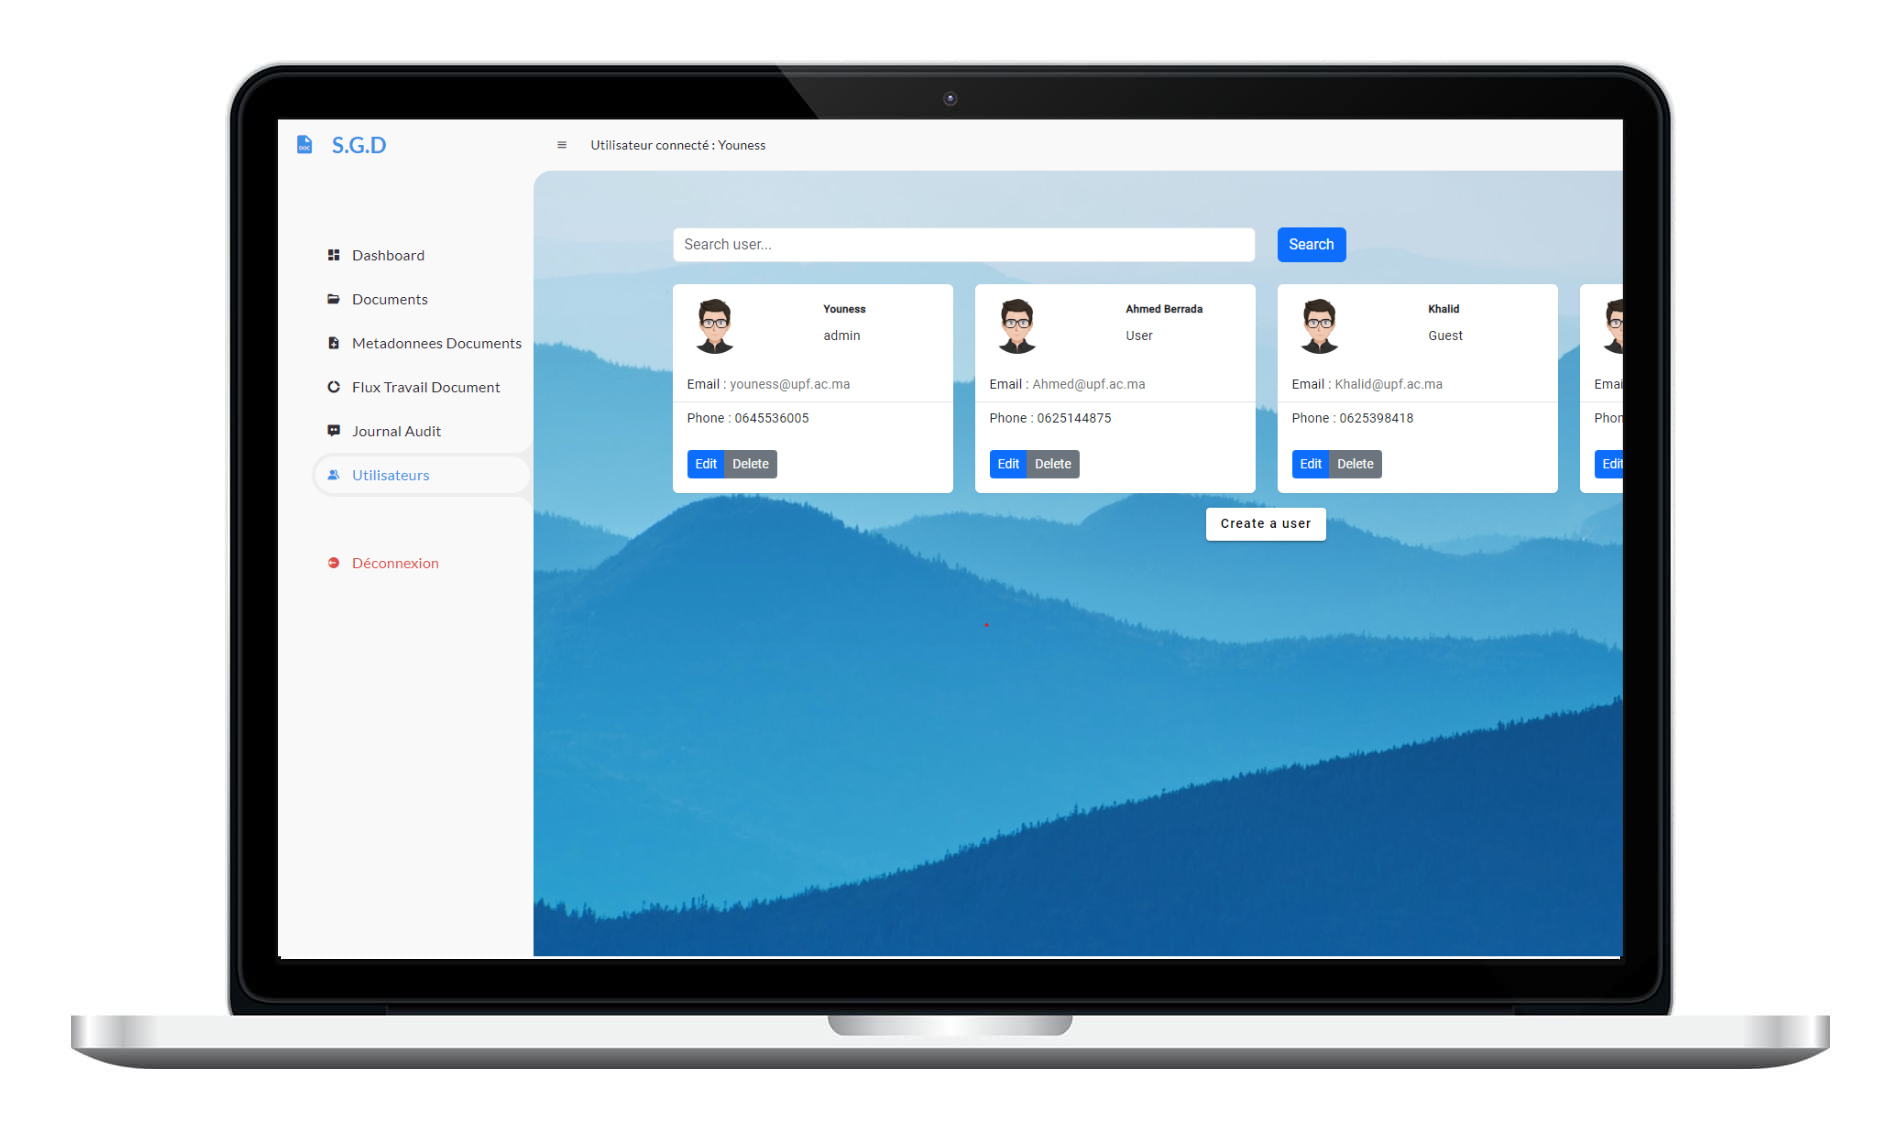 S.G.D
Utilisateur connecté : Youness
Dashboard
Documents
Metadonnees Documents
Flux Travail Document
Journal Audit
Utilisateurs
Déconnexion
Search user...
Search
Youness
admin
Email : youness@upf.ac.ma
Phone : 0645536005
Edit Delete
Ahmed Berrada
User
Email : Ahmed@upf.ac.ma
Phone : 0625144875
Edit Delete
Khalid
Guest
Email : Khalid@upf.ac.ma
Phone : 0625398418
Edit Delete
Emai
Phon
Edit
Create a user